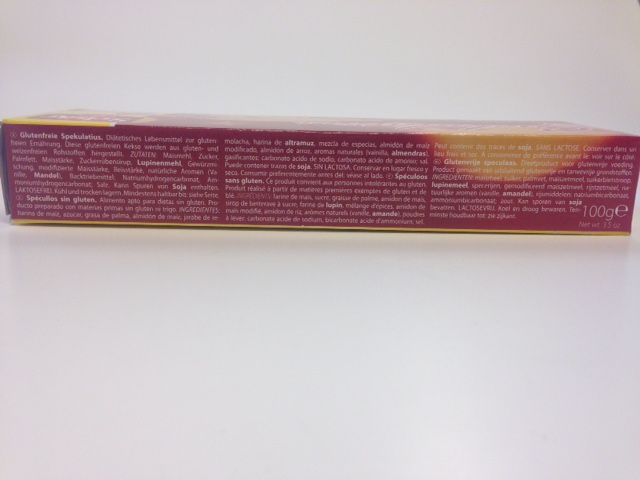 Glutenfreie Spekulatius. Diätetisches Lebensmittel zur gluten-
freien Ernährung. Diese glutenfreien Kekse werden aus gluten- und
weizenfreien Rohstoffen hergestellt. ZUTATEN: Maismehl, Zucker,
Palmfett, Maisstärke, Zuckerrübensirup, Lupinenmehl, Gewürzmi-
schung, modifizierte Maisstärke, Reisstärke, natürliche Aromen (Va-
nille, Mandel), Backtriebmittel: Natriumhydrogencarbonat, Am-
moniumhydrogencarbonat; Salz. Kann Spuren von Soja enthalten.
LAKTOSEFREI. Kühl und trocken lagern. Mindestens haltbar bis: siehe Seite.
Spécullos sin gluten. Alimento apto para dietas sin gluten. Pro-
ducto preparado con materias primas sin gluten ni trigo. INGREDIENTES:
harina de maíz, azúcar, grasa de palma, almidón de maíz, jarabe de re-
molacha, harina de altramuz, mezcla de especias, almidón de maíz
modificado, almidón de arroz, aromas naturales (vainilla, almendras),
gasificantes: carbonato ácido de sodio, carbonato ácido de amonio; sal.
Puede contener trazas de soja. SIN LACTOSA. Conservar en lugar fresco y
seco. Consumir preferentemente antes del: véase al lado. Spéculoos
sans gluten. Ce produit convient aux personnes intolérantes au gluten.
Produit réalisé à partir de matières premières exemptes de gluten et de
blé. INGRÉDIENTS: farine de maïs, sucre, graisse de palme, amidon de maïs,
sirop de betterave à sucre, farine de lupin, mélange d'épices, amidon de
maïs modifié, amidon de riz, arômes naturels (vanille, amande), poudres
à lever: carbonate acide de sodium, bicarbonate acide d'ammonium; sel.
Peut contenir des traces de soja. SANS LACTOSE. Conserver dans un
lieu frais et sec. À consommer de préférence avant le: voir sur le côté.
Glutenvrije speculaas. Dieetproduct voor glutenvrije voeding.
Product gemaakt van uitsluitend glutenvrije en tarwevrije grondstoffen.
INGREDIËNTEN: maïsmeel, suiker, palmvet, maïszetmeel, suikerbietsiroop,
lupinemeel, specerijen, gemodificeerd maïszetmeel, rijstzetmeel, na-
tuurlijke aromen (vanille, amandel), rijsmiddelen: natriumbicarbonaat,
ammoniumbicarbonaat; zout. Kan sporen van soja
bevatten. LACTOSEVRIJ. Koel en droog bewaren. Ten-
minste houdbaar tot: zie zijkant.
100g℮
Net wt. 3.5 oz